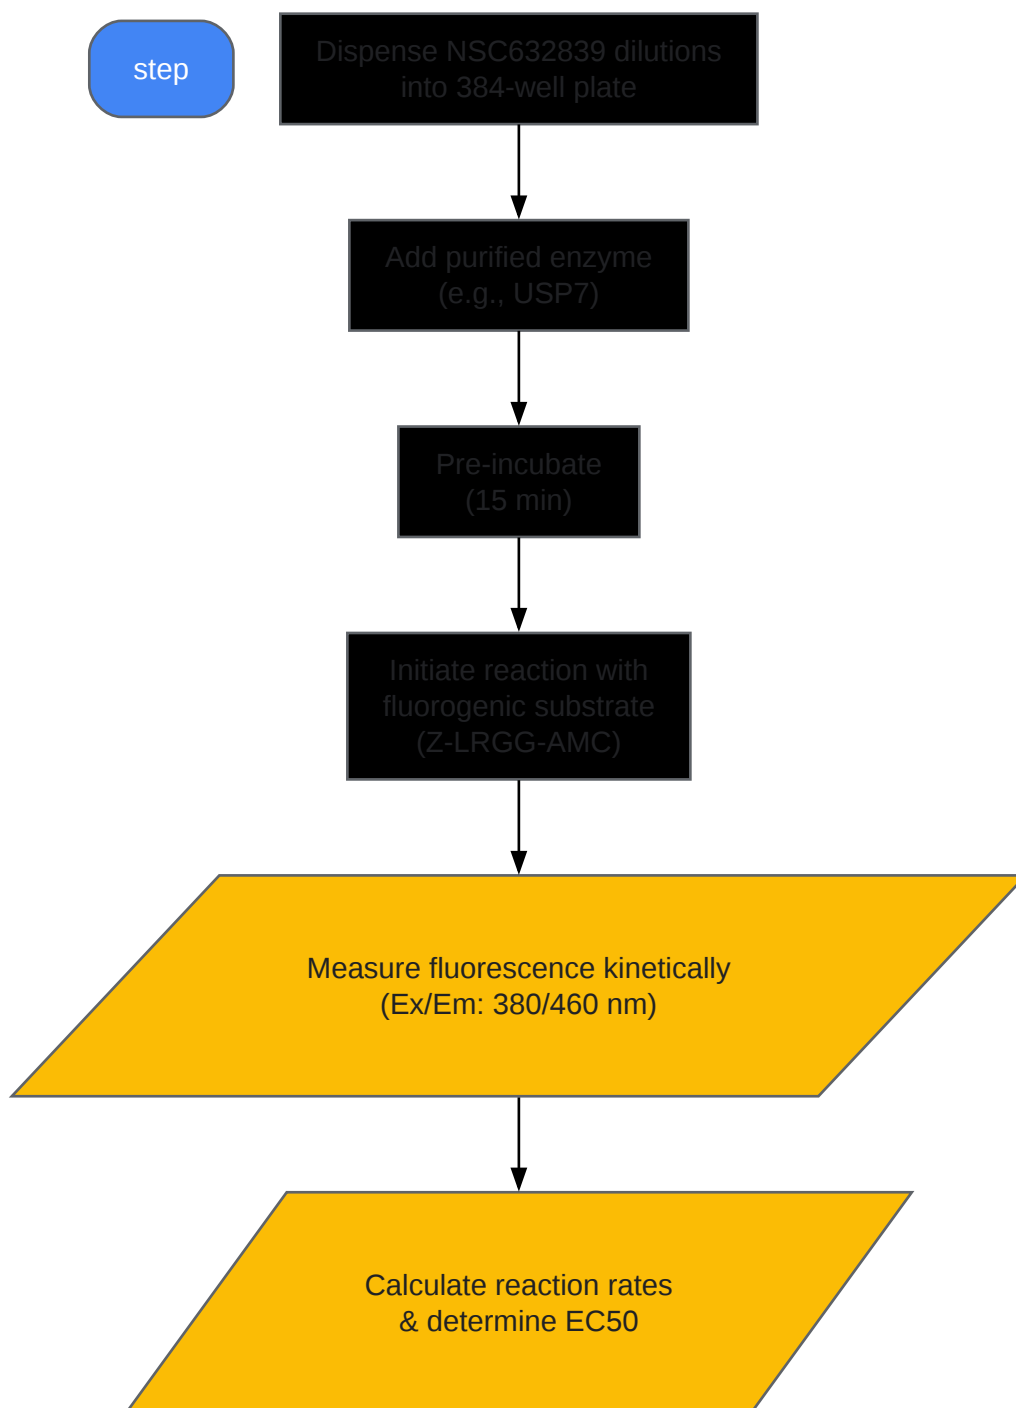 step
Dispense NSC632839 dilutions
into 384-well plate
Add purified enzyme
(e.g., USP7)
Pre-incubate
(15 min)
Initiate reaction with
fluorogenic substrate
(Z-LRGG-AMC)
Measure fluorescence kinetically
(Ex/Em: 380/460 nm)
Calculate reaction rates
& determine EC50